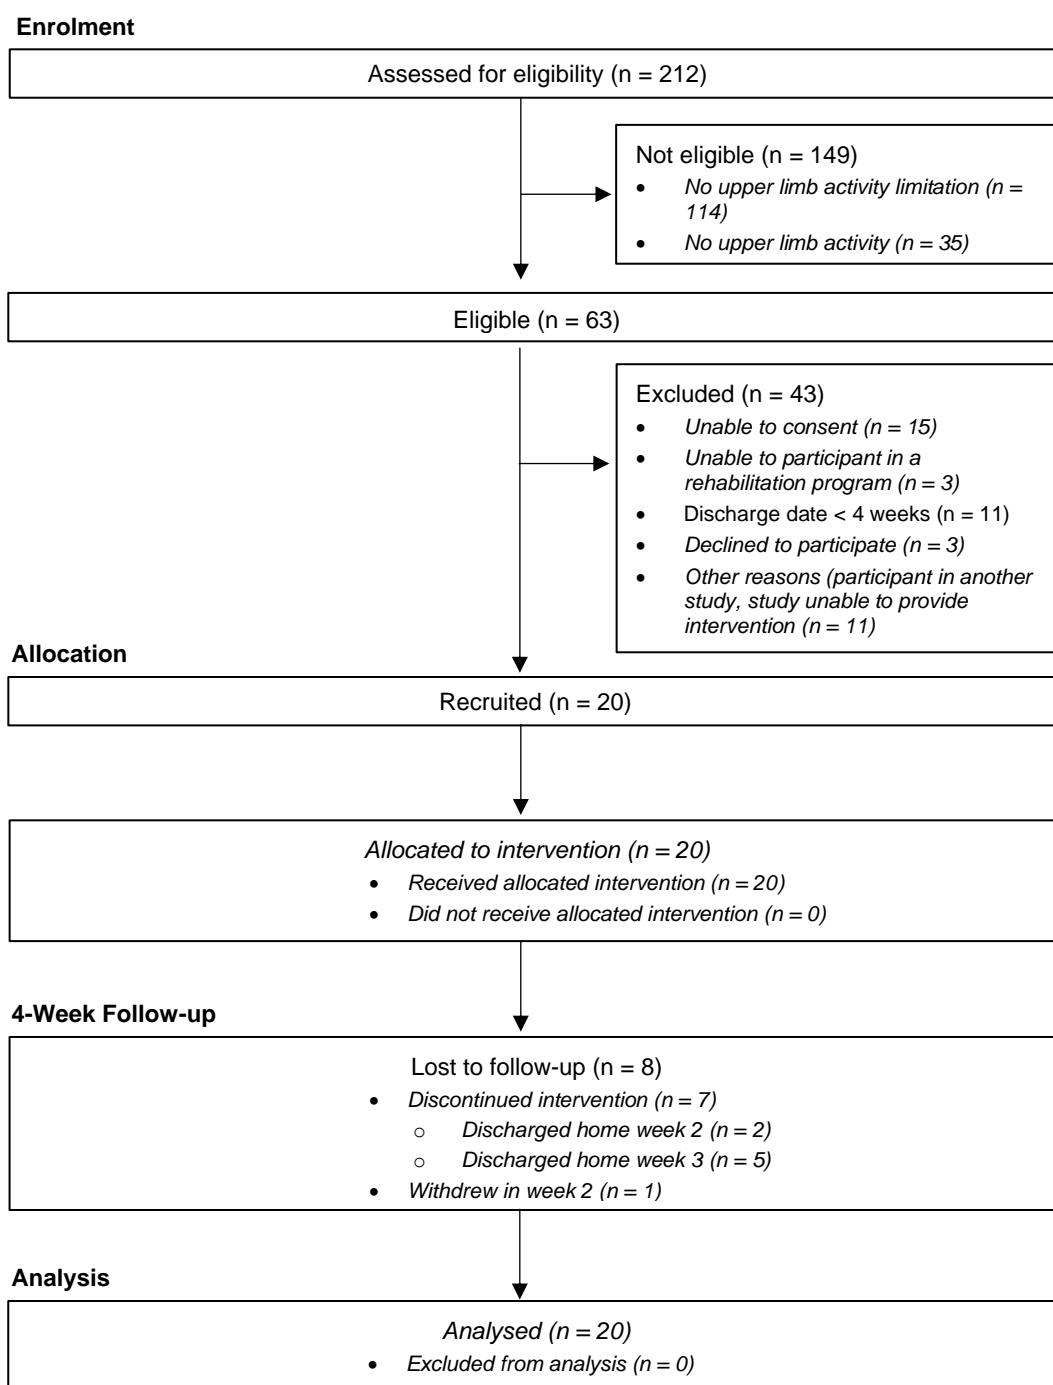 Enrolment
Assessed for eligibility (n = 212)
Not eligible (n = 149)
• No upper limb activity limitation (n =
114)
• No upper limb activity (n = 35)
Eligible (n = 63)
Excluded (n = 43)
• Unable to consent (n = 15)
• Unable to participant in a
rehabilitation program (n = 3)
• Discharge date < 4 weeks (n = 11)
• Declined to participate (n = 3)
• Other reasons (participant in another
study, study unable to provide
intervention (n = 11)
Allocation
Recruited (n = 20)
Allocated to intervention (n = 20)
• Received allocated intervention (n = 20)
• Did not receive allocated intervention (n = 0)
4-Week Follow-up
Lost to follow-up (n = 8)
• Discontinued intervention (n = 7)
o Discharged home week 2 (n = 2)
o Discharged home week 3 (n = 5)
• Withdrew in week 2 (n = 1)
Analysis
Analysed (n = 20)
• Excluded from analysis (n = 0)